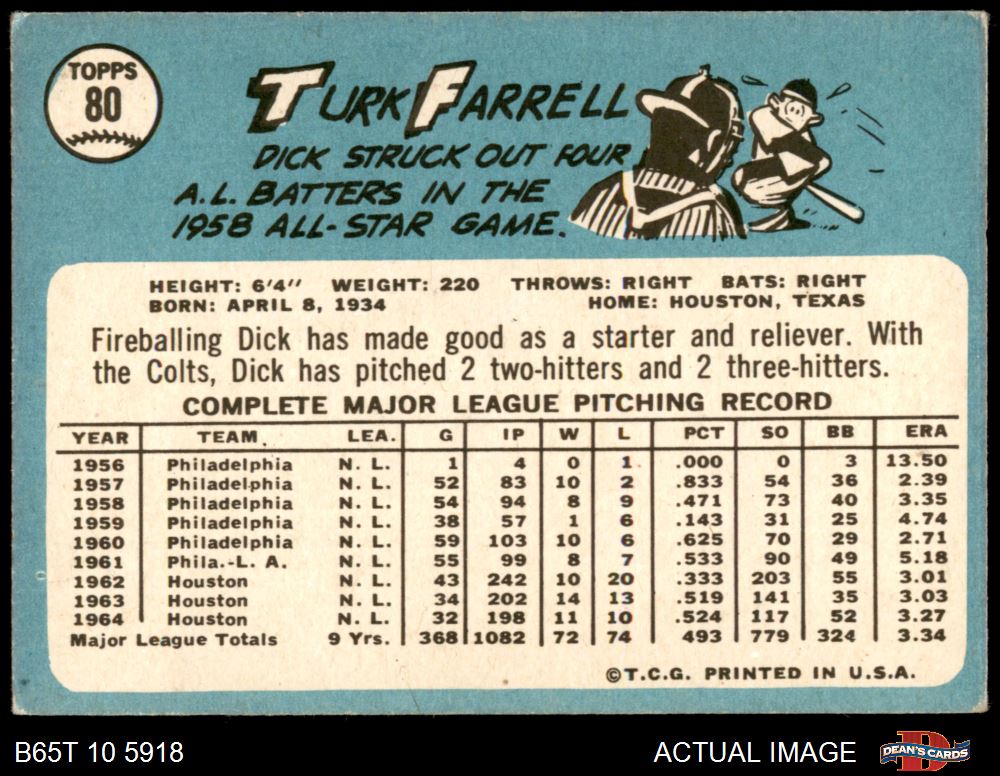 TOPPS
80
TURK FARRELL
DICK STRUCK OUT FOUR
A.L. BATTERS IN THE
1958 ALL-STAR GAME.
HEIGHT: 6'4" WEIGHT: 220 THROWS: RIGHT BATS: RIGHT
BORN: APRIL 8, 1934 HOME: HOUSTON, TEXAS
Fireballing Dick has made good as a starter and reliever. With
the Colts, Dick has pitched 2 two-hitters and 2 three-hitters.
COMPLETE MAJOR LEAGUE PITCHING RECORD
YEAR TEAM. LEA. G IP W L PCT SO BB ERA
1956 Philadelphia N. L. 1 4 0 1 .000 0 3 13.50
1957 Philadelphia N. L. 52 83 10 2 .833 54 36 2.39
1958 Philadelphia N. L. 54 94 8 9 .471 73 40 3.35
1959 Philadelphia N. L. 38 57 1 6 .143 31 25 4.74
1960 Philadelphia N. L. 59 103 10 6 .625 70 29 2.71
1961 Phila.-L. A. N. L. 55 99 8 7 .533 90 49 5.18
1962 Houston N. L. 43 242 10 20 .333 203 55 3.01
1963 Houston N. L. 34 202 14 13 .519 141 35 3.03
1964 Houston N. L. 32 198 11 10 .524 117 52 3.27
Major League Totals 9 Yrs. 368 1082 72 74 493 779 324 3.34
©T.C.G. PRINTED IN U.S.A.
B65T 10 5918 ACTUAL IMAGE DEAN'S CARDS